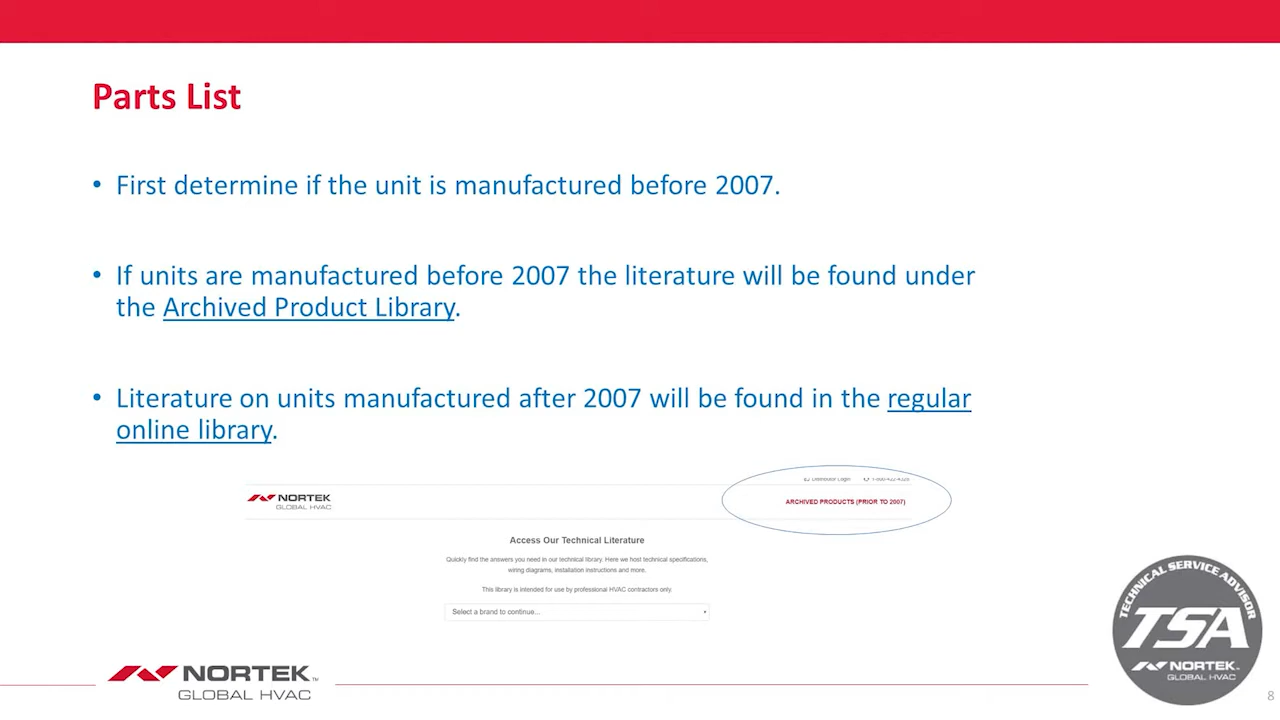 Parts List
• First determine if the unit is manufactured before 2007.
• If units are manufactured before 2007 the literature will be found under
the Archived Product Library.
• Literature on units manufactured after 2007 will be found in the regular
online library.
Distributor Login
NORTEK
GLOBAL HVAC
ARCHIVED PRODUCTS (PRIOR TO 2007)
Access Our Technical Literature
Quickly find the answers you need in our technical library. Here we host technical specifications,
wiring diagrams, installation instructions and more.
This library is intended for use by professional HVAC contractors only.
Select a brand to continue...
NORTEK™
GLOBAL HVAC
TECHNICAL SERVICE ADVISOR
TSA
NORTEK™
GLOBAL HVAC
8